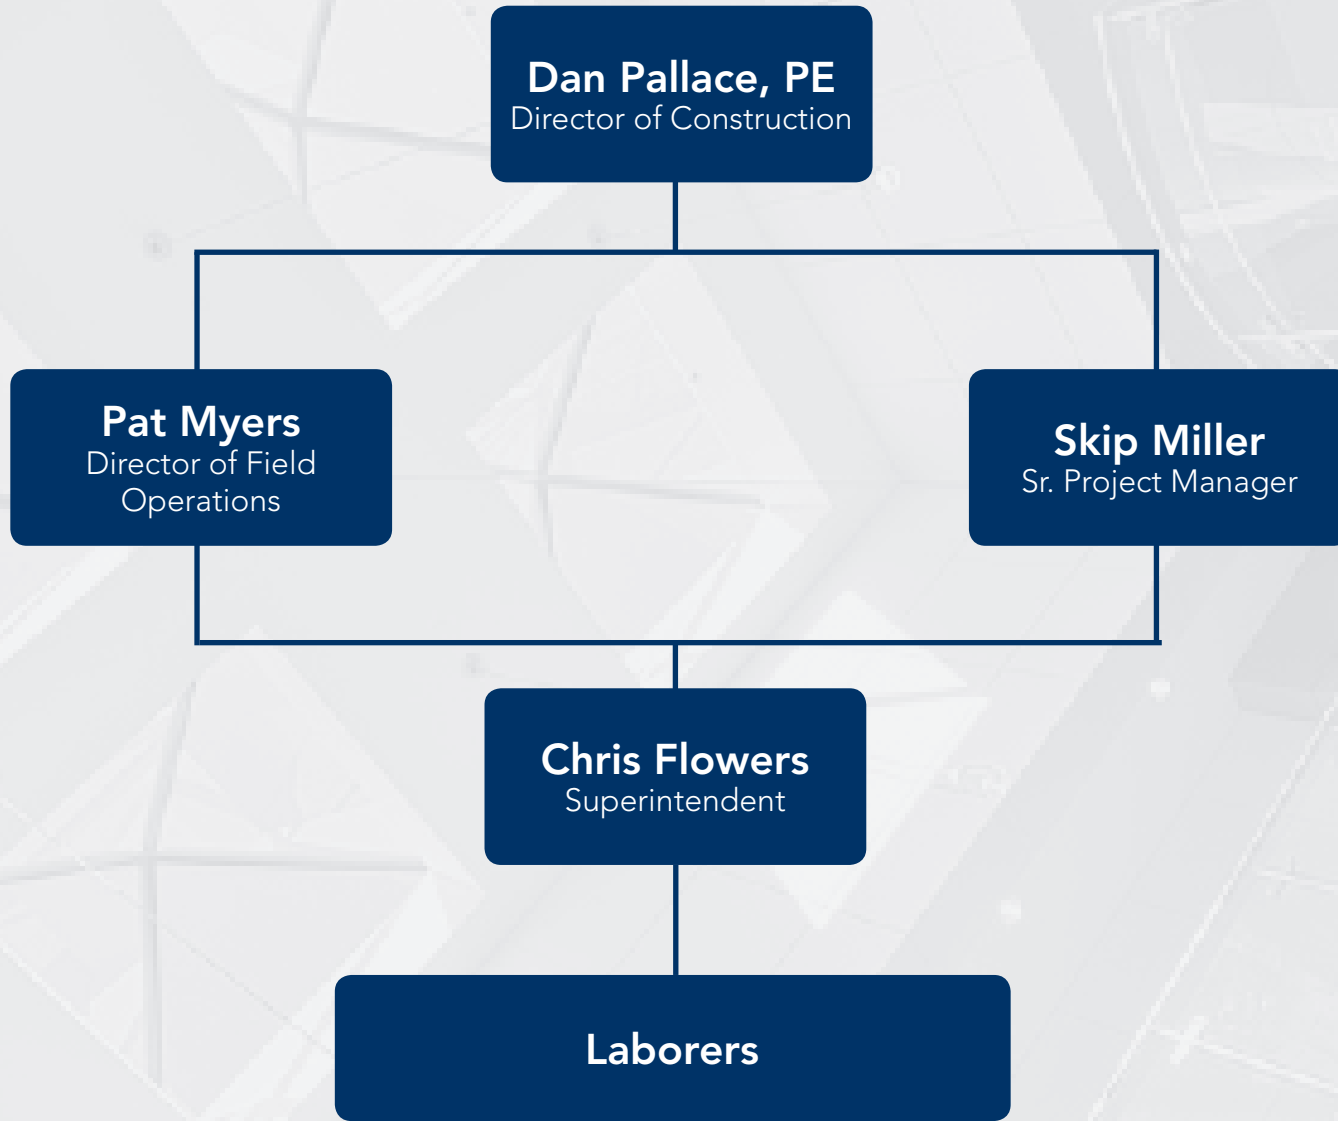 Dan Pallace, PE
Director of Construction
Pat Myers
Director of Field
Operations
Skip Miller
Sr. Project Manager
Chris Flowers
Superintendent
Laborers